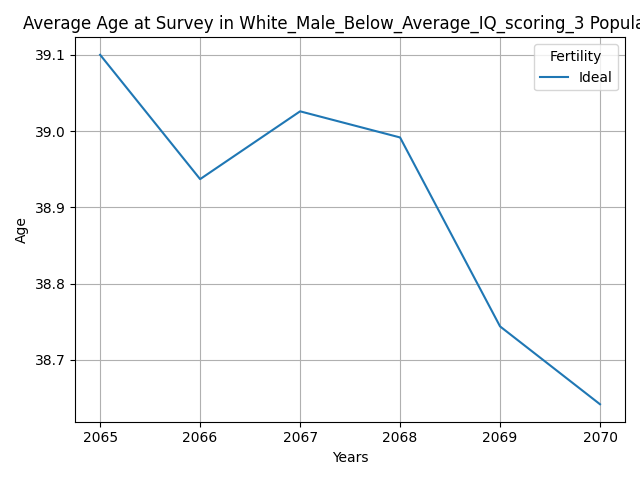 Average Age at Survey in White_Male_Below_Average_IQ_scoring_3
Fertility
Ideal
39.1
39.0
38.9
38.8
38.7
Age
2065 2066 2067 2068 2069 2070
Years